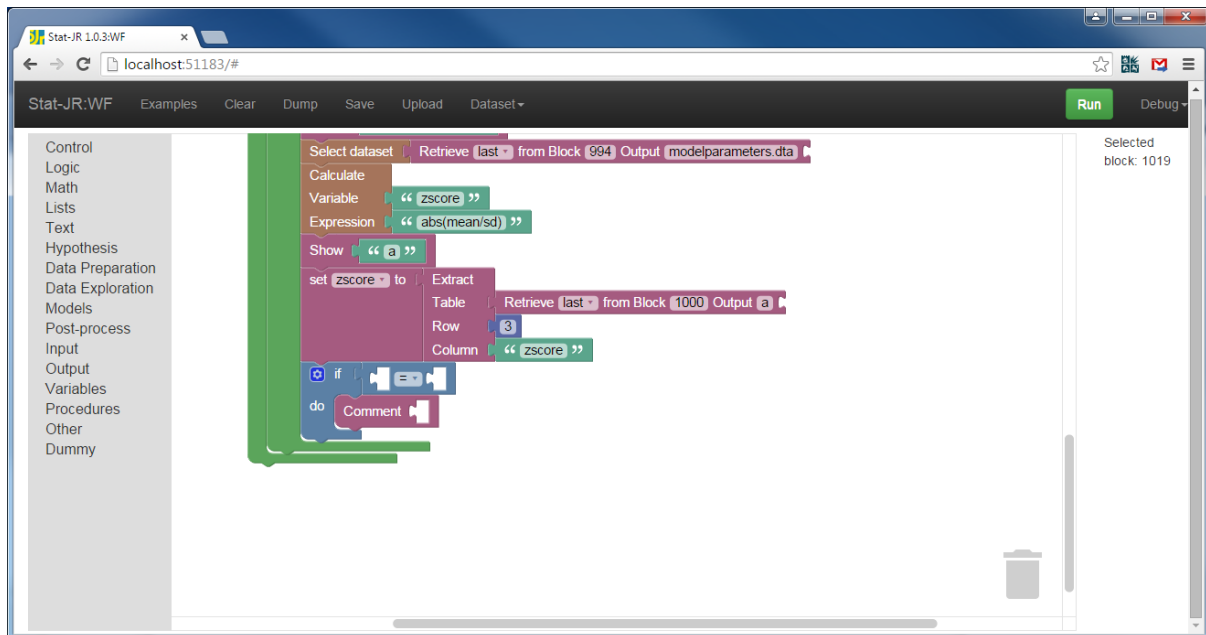 Stat-JR 1.0.3:WF
localhost:51183/#
Stat-JR:WF Examples Clear Dump Save Upload Dataset Run Debug
Control
Logic
Math
Lists
Text
Hypothesis
Data Preparation
Data Exploration
Models
Post-process
Input
Output
Variables
Procedures
Other
Dummy
Select dataset Retrieve last from Block 994 Output modelparameters.dta
Calculate
Variable “ zscore ”
Expression “ abs(mean/sd) ”
Show “ a ”
set zscore to Extract
Table Retrieve last from Block 1000 Output a
Row 3
Column “ zscore ”
if =
do Comment
Selected
block: 1019